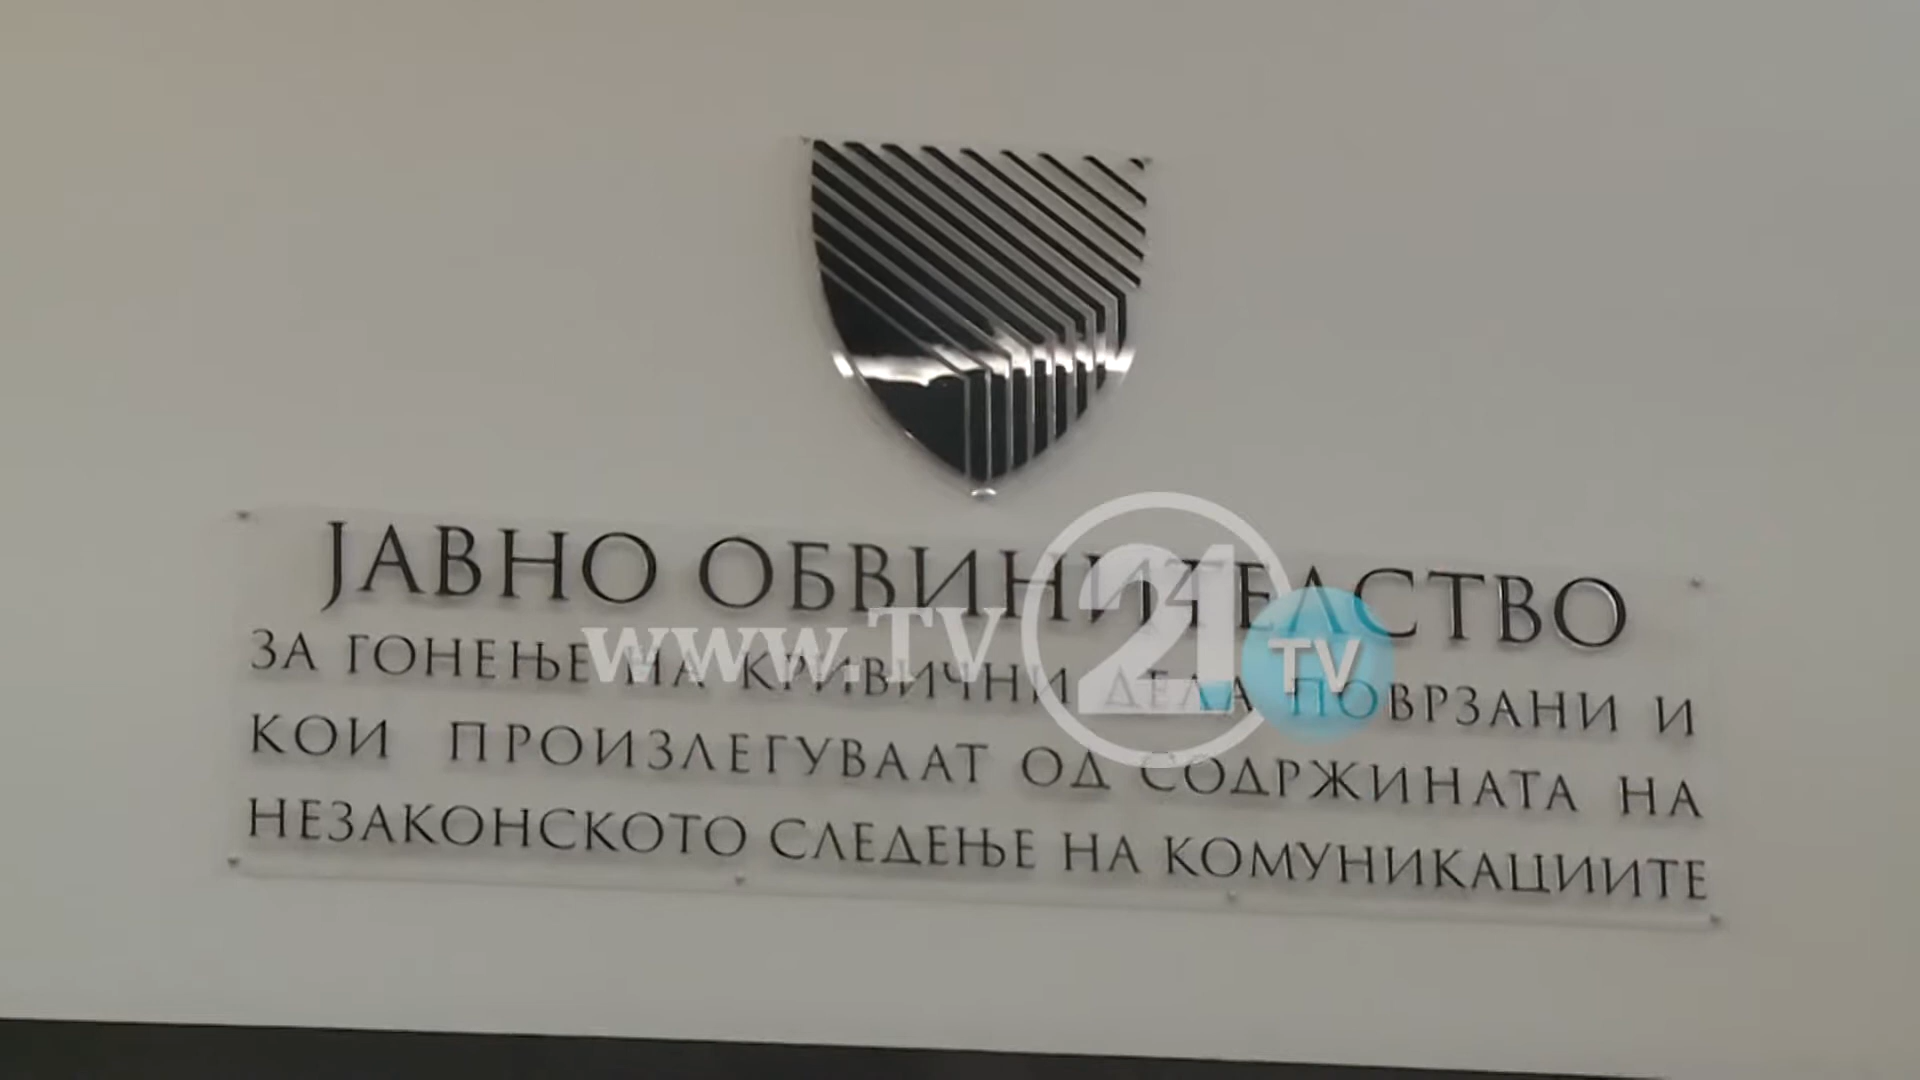 ЈАВНО ОБВИНИТЕЛСТВО
ЗА ГОНЕЊЕ НА КРИВИЧНИ ДЕЛА ПОВРЗАНИ И
КОИ ПРОИЗЛЕГУВААТ ОД СОДРЖИНАТА НА
НЕЗАКОНСКОТО СЛЕДЕЊЕ НА КОМУНИКАЦИИТЕ
www.TV21 TV